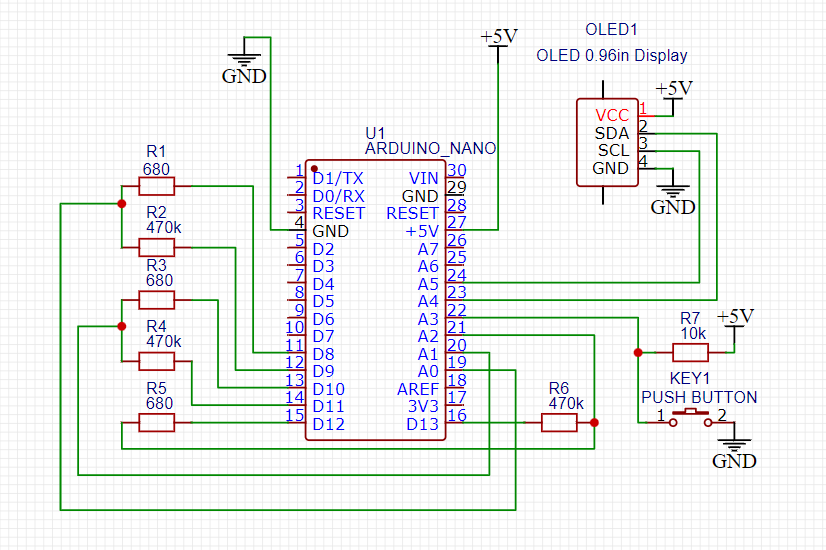 OLED1
OLED 0.96in Display
+5V
+5V
GND
VCC 1
SDA 2
SCL 3
GND 4
GND
U1
ARDUINO_NANO
1 D1/TX VIN 30
2 D0/RX GND 29
3 RESET RESET 28
4 GND +5V 27
5 D2 A7 26
6 D3 A6 25
7 D4 A5 24
8 D5 A4 23
9 D6 A3 22
10 D7 A2 21
11 D8 A1 20
12 D9 A0 19
13 D10 AREF 18
14 D11 3V3 17
15 D12 D13 16
R1
680
R2
470k
R3
680
R4
470k
R5
680
R6
470k
R7
10k
+5V
KEY1
PUSH BUTTON
1 2
GND